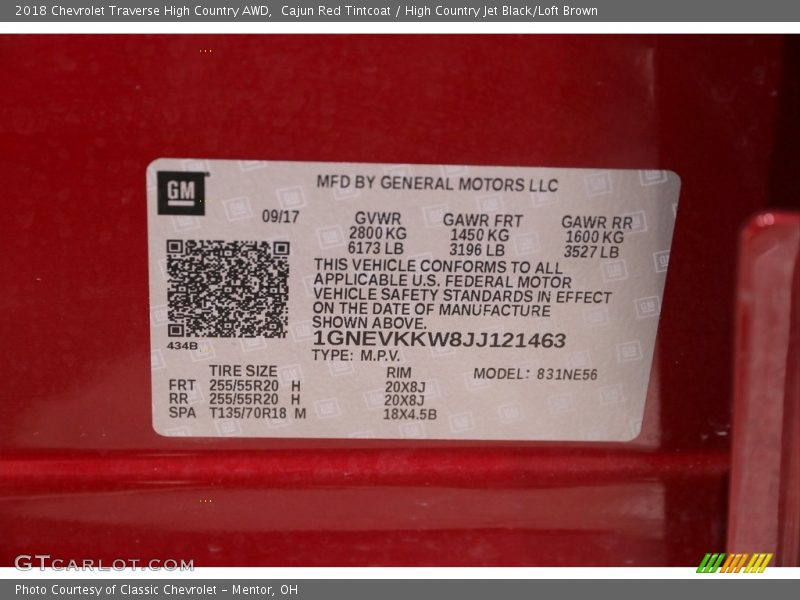 2018 Chevrolet Traverse High Country AWD,  Cajun Red Tintcoat / High Country Jet Black/Loft Brown
GM
MFD BY GENERAL MOTORS LLC
09/17 GVWR GAWR FRT GAWR RR
2800 KG 1450 KG 1600 KG
6173 LB 3196 LB 3527 LB
THIS VEHICLE CONFORMS TO ALL
APPLICABLE U.S. FEDERAL MOTOR
VEHICLE SAFETY STANDARDS IN EFFECT
ON THE DATE OF MANUFACTURE
SHOWN ABOVE.
434B
1GNEVKKW8JJ121463
TYPE: M.P.V.
TIRE SIZE RIM MODEL: 831NE56
FRT 255/55R20 H 20X8J
RR 255/55R20 H 20X8J
SPA T135/70R18 M 18X4.5B
GTCARLOT.COM
Photo Courtesy of Classic Chevrolet - Mentor, OH